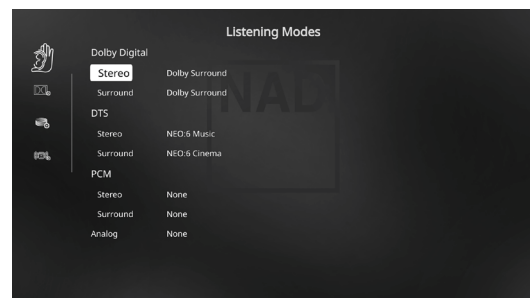 Listening Modes
Dolby Digital
Stereo Dolby Surround
Surround Dolby Surround
DTS
Stereo NEO:6 Music
Surround NEO:6 Cinema
PCM
Stereo None
Surround None
Analog None
NAD